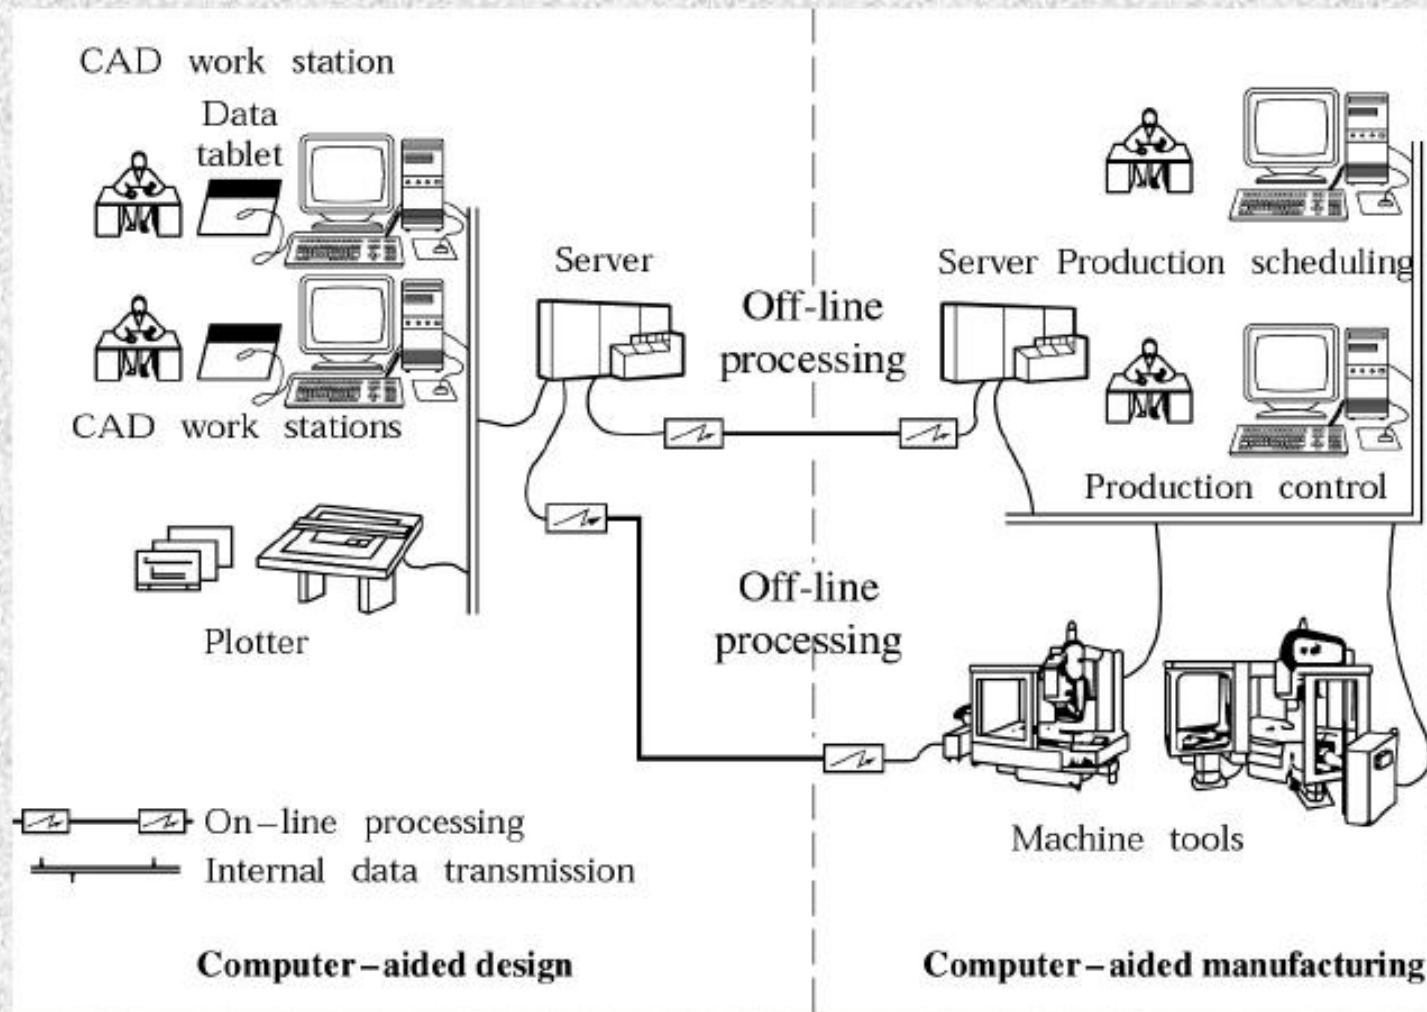 CAD work station
Data
tablet
CAD work stations
Plotter
Server
Off-line
processing
Server
Production scheduling
Production control
Off-line
processing
Machine tools
On-line processing
Internal data transmission
Computer-aided design
Computer-aided manufacturing